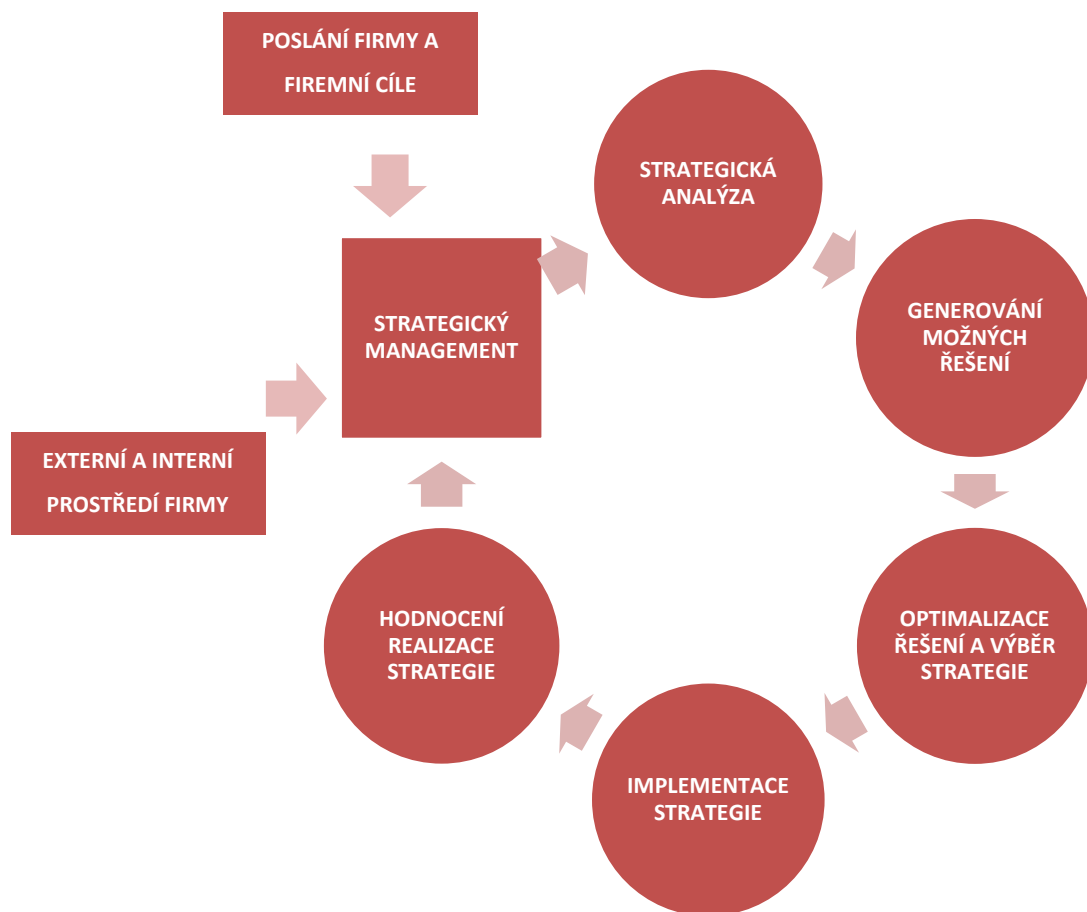 POSLÁNÍ FIRMY A
FIREMNÍ CÍLE
STRATEGICKÁ
ANALÝZA
STRATEGICKÝ
MANAGEMENT
GENEROVÁNÍ
MOŽNÝCH
ŘEŠENÍ
EXTERNÍ A INTERNÍ
PROSTŘEDÍ FIRMY
HODNOCENÍ
REALIZACE
STRATEGIE
OPTIMALIZACE
ŘEŠENÍ A VÝBĚR
STRATEGIE
IMPLEMENTACE
STRATEGIE